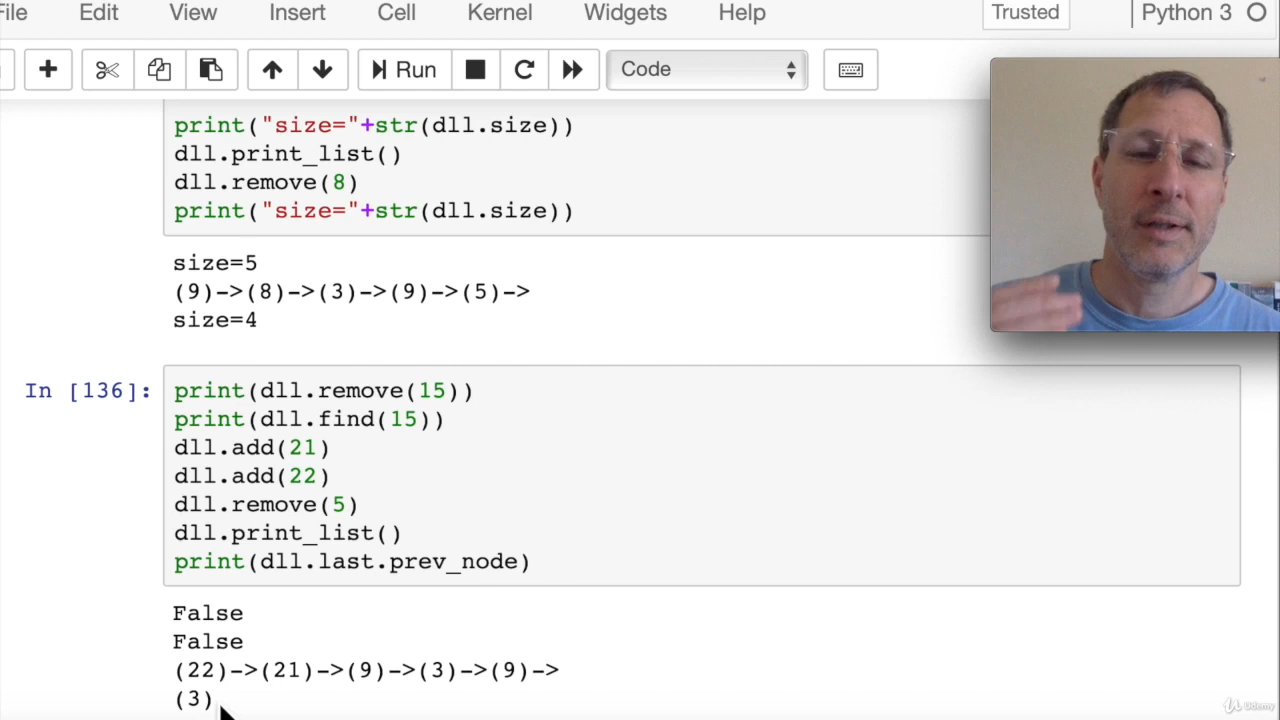 File Edit View Insert Cell Kernel Widgets Help Trusted Python 3
Run Code
print("size="+str(dll.size))
dll.print_list()
dll.remove(8)
print("size="+str(dll.size))
size=5
(9)->(8)->(3)->(9)->(5)->
size=4
In [136]: print(dll.remove(15))
print(dll.find(15))
dll.add(21)
dll.add(22)
dll.remove(5)
dll.print_list()
print(dll.last.prev_node)
False
False
(22)->(21)->(9)->(3)->(9)->
(3)
Udemy